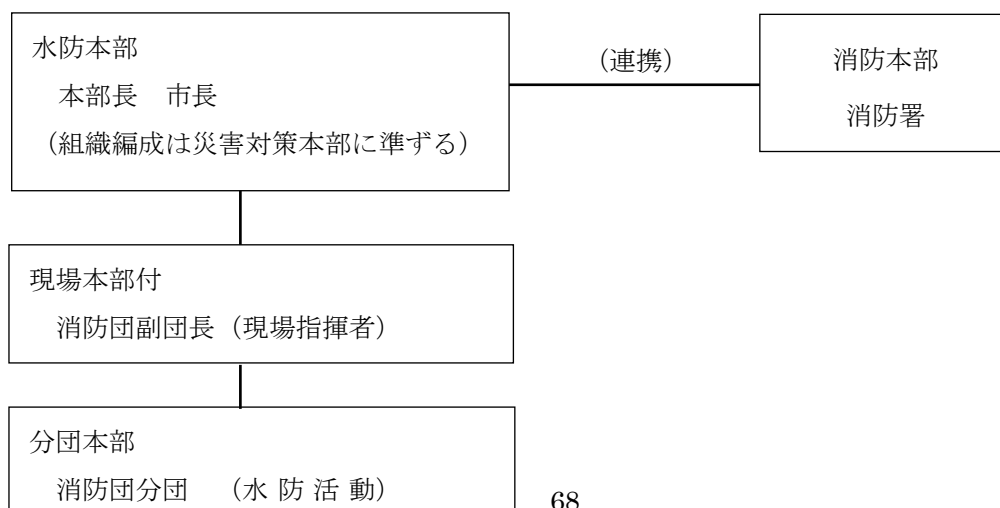 水防本部
本部長　市長
（組織編成は災害対策本部に準ずる）
（連携）
消防本部
消防署
現場本部付
消防団副団長（現場指揮者）
分団本部
消防団分団　（水 防 活 動）
68